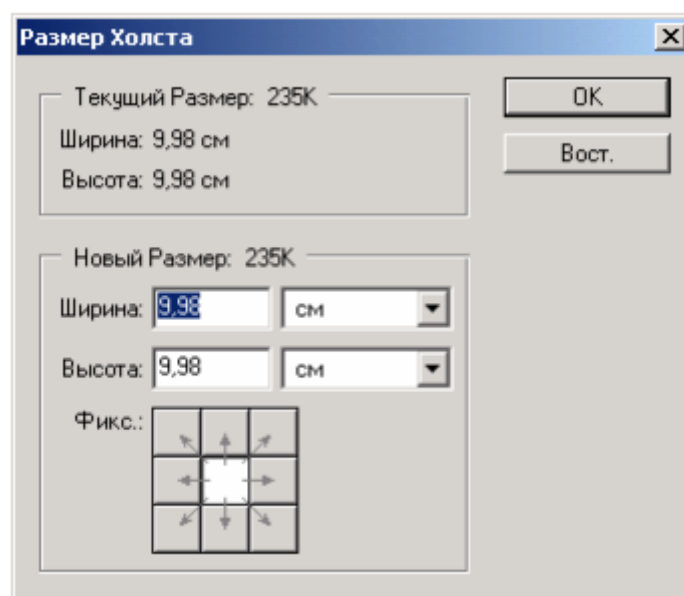 Размер Холста
Текущий Размер: 235K
OK
Ширина: 9,98 см
Вост.
Высота: 9,98 см
Новый Размер: 235K
Ширина: 9,98 см
Высота: 9,98 см
Фикс.: